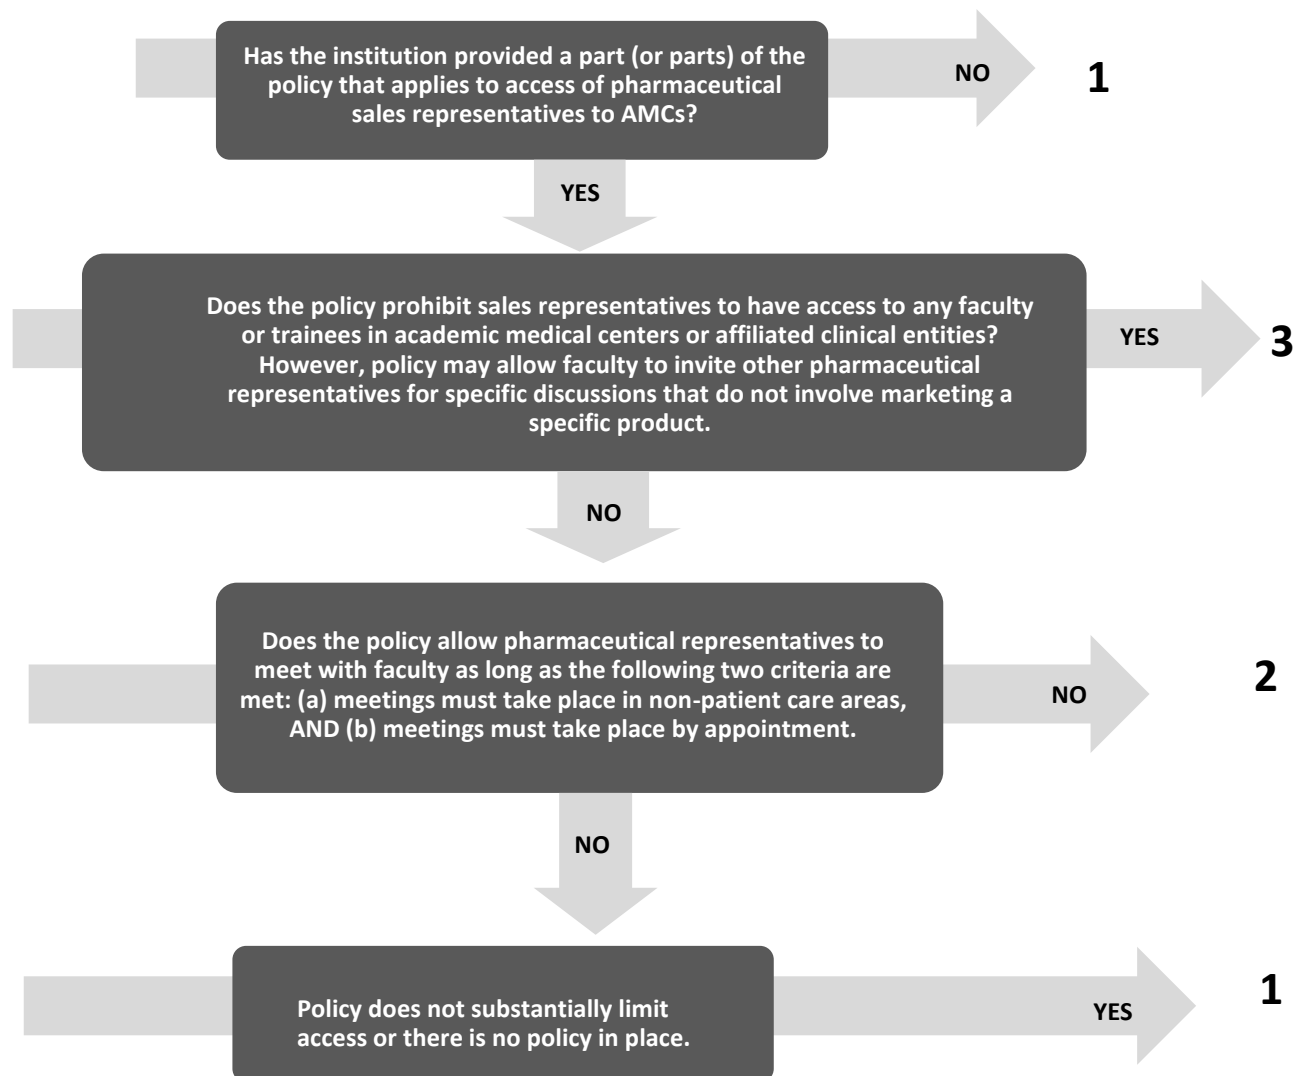 Has the institution provided a part (or parts) of the
policy that applies to access of pharmaceutical
sales representatives to AMCs?
NO
1
YES
Does the policy prohibit sales representatives to have access to any faculty
or trainees in academic medical centers or affiliated clinical entities?
However, policy may allow faculty to invite other pharmaceutical
representatives for specific discussions that do not involve marketing a
specific product.
YES
3
NO
Does the policy allow pharmaceutical representatives to
meet with faculty as long as the following two criteria are
met: (a) meetings must take place in non-patient care areas,
AND (b) meetings must take place by appointment.
NO
2
NO
Policy does not substantially limit
access or there is no policy in place.
YES
1